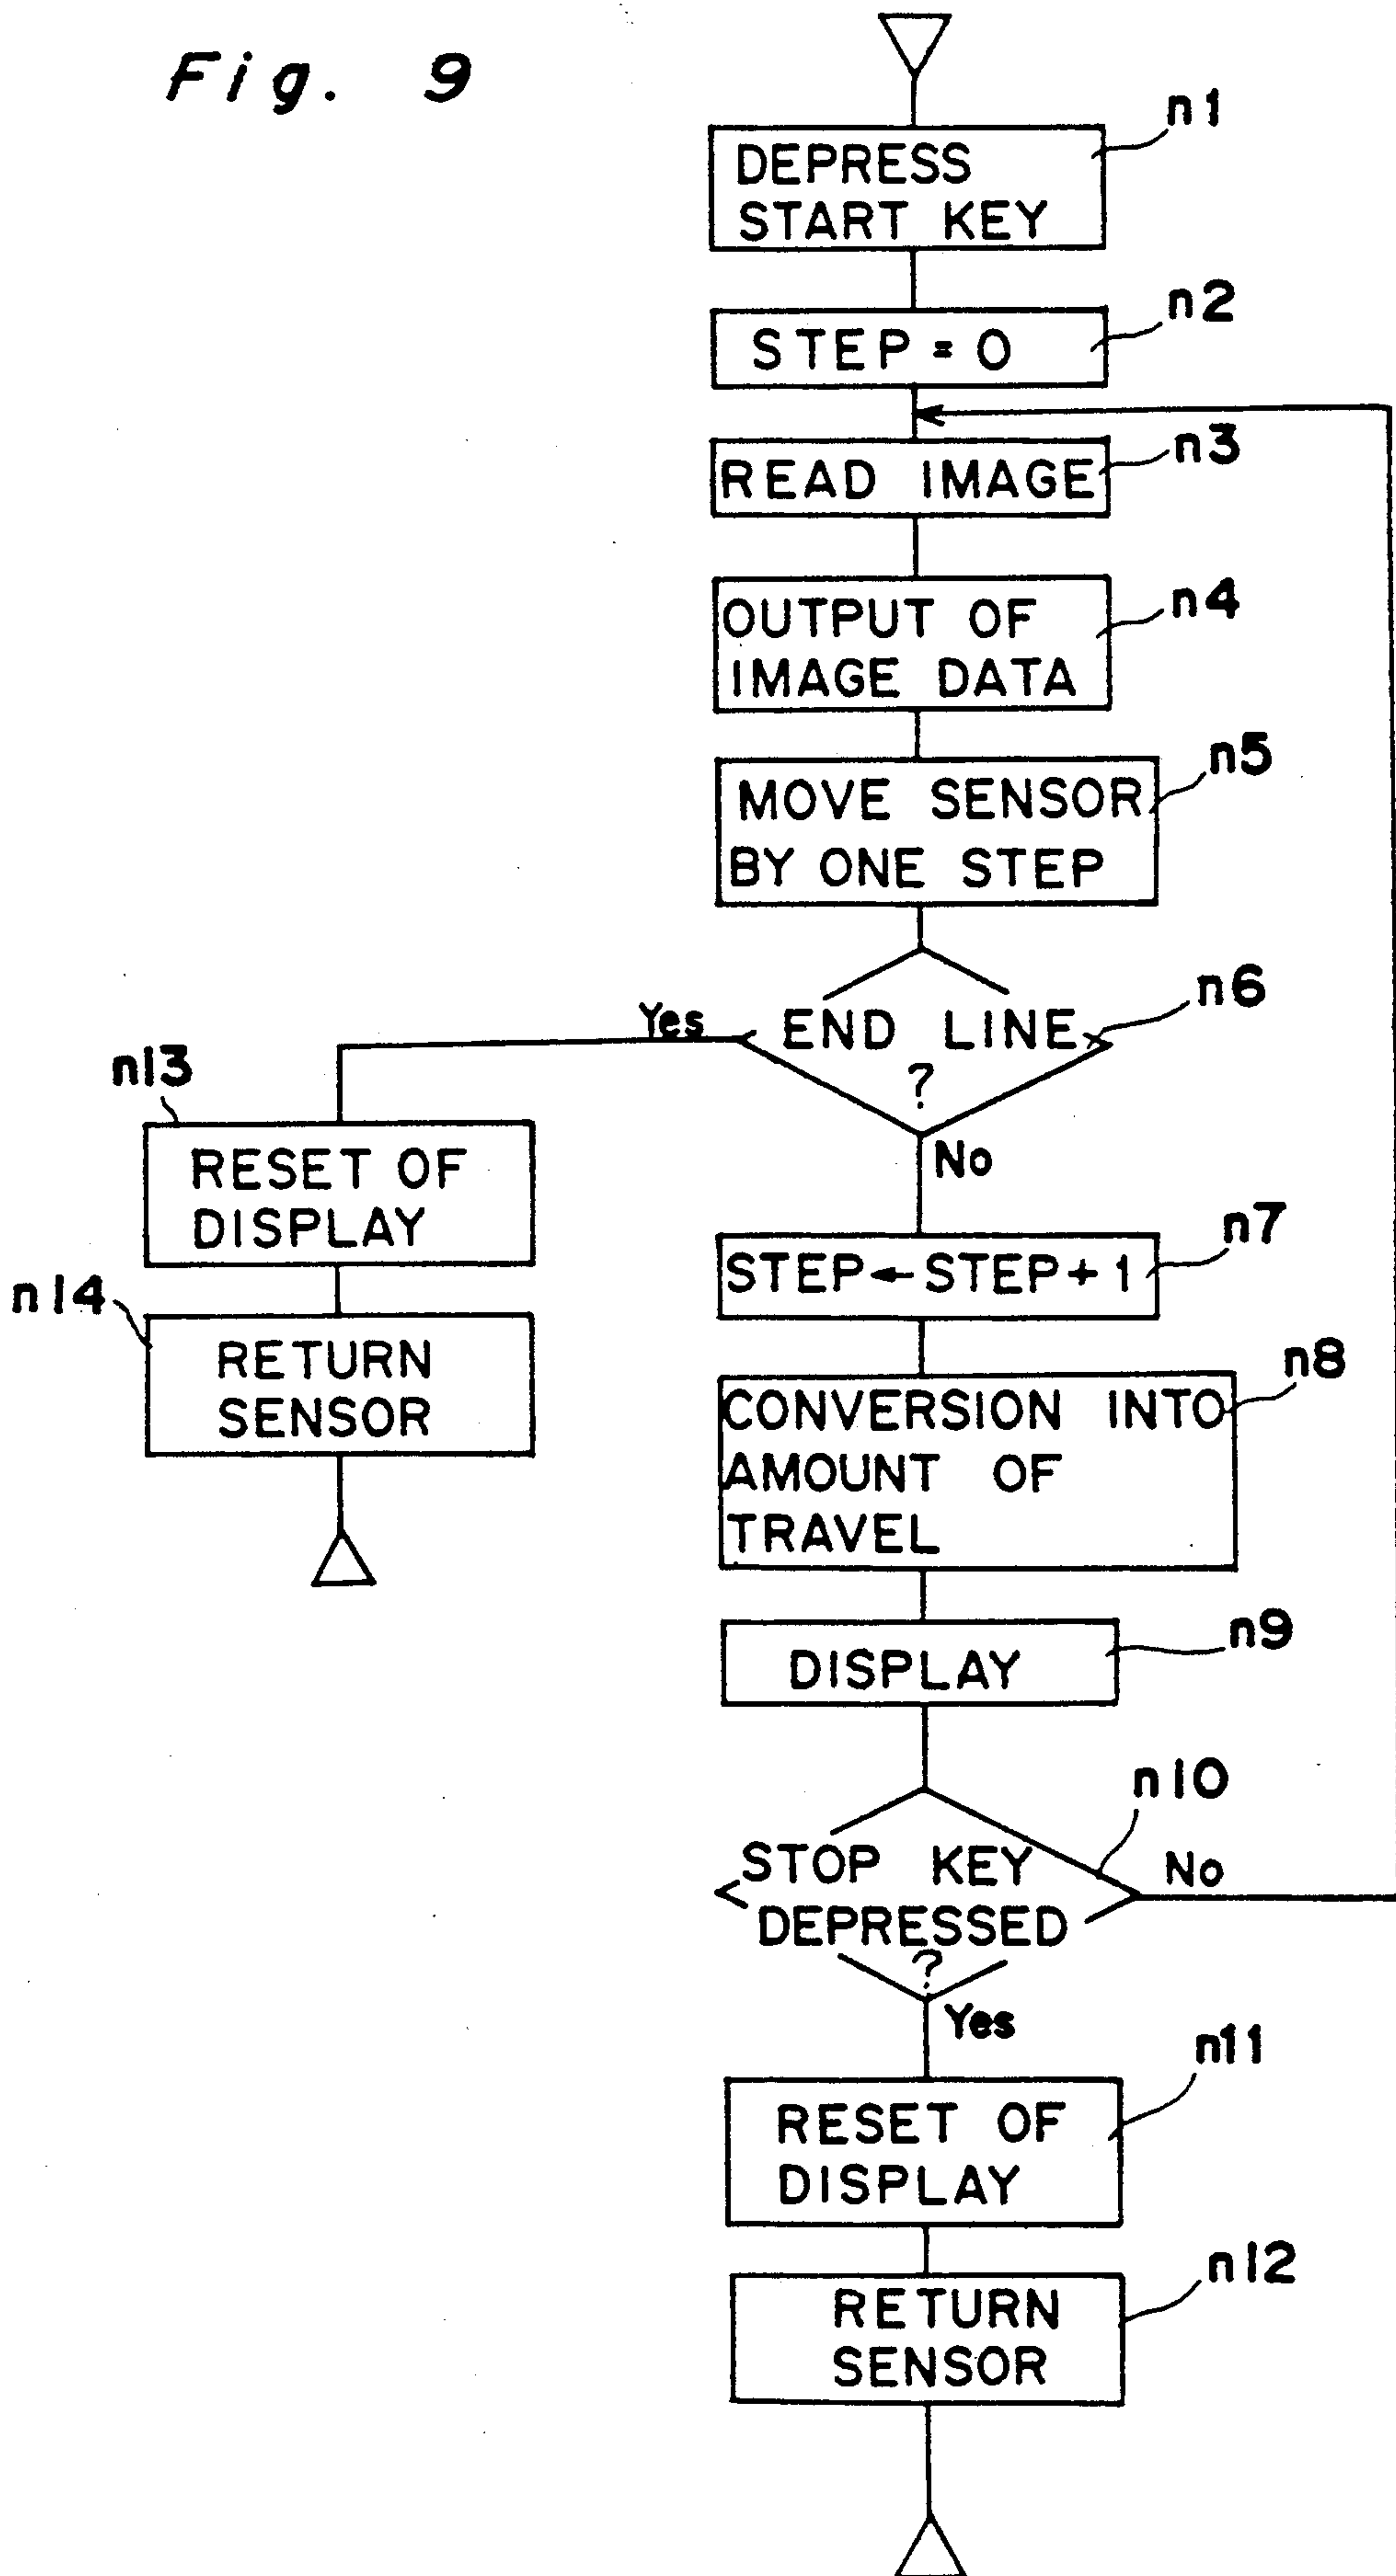 Fig. 9
n1
DEPRESS
START KEY
n2
STEP = 0
n3
READ IMAGE
n4
OUTPUT OF
IMAGE DATA
n5
MOVE SENSOR
BY ONE STEP
n6
Yes
END LINE
?
No
n13
RESET OF
DISPLAY
n14
RETURN
SENSOR
n7
STEP←STEP+1
n8
CONVERSION INTO
AMOUNT OF
TRAVEL
n9
DISPLAY
n10
STOP KEY
No
DEPRESSED
?
Yes
n11
RESET OF
DISPLAY
n12
RETURN
SENSOR